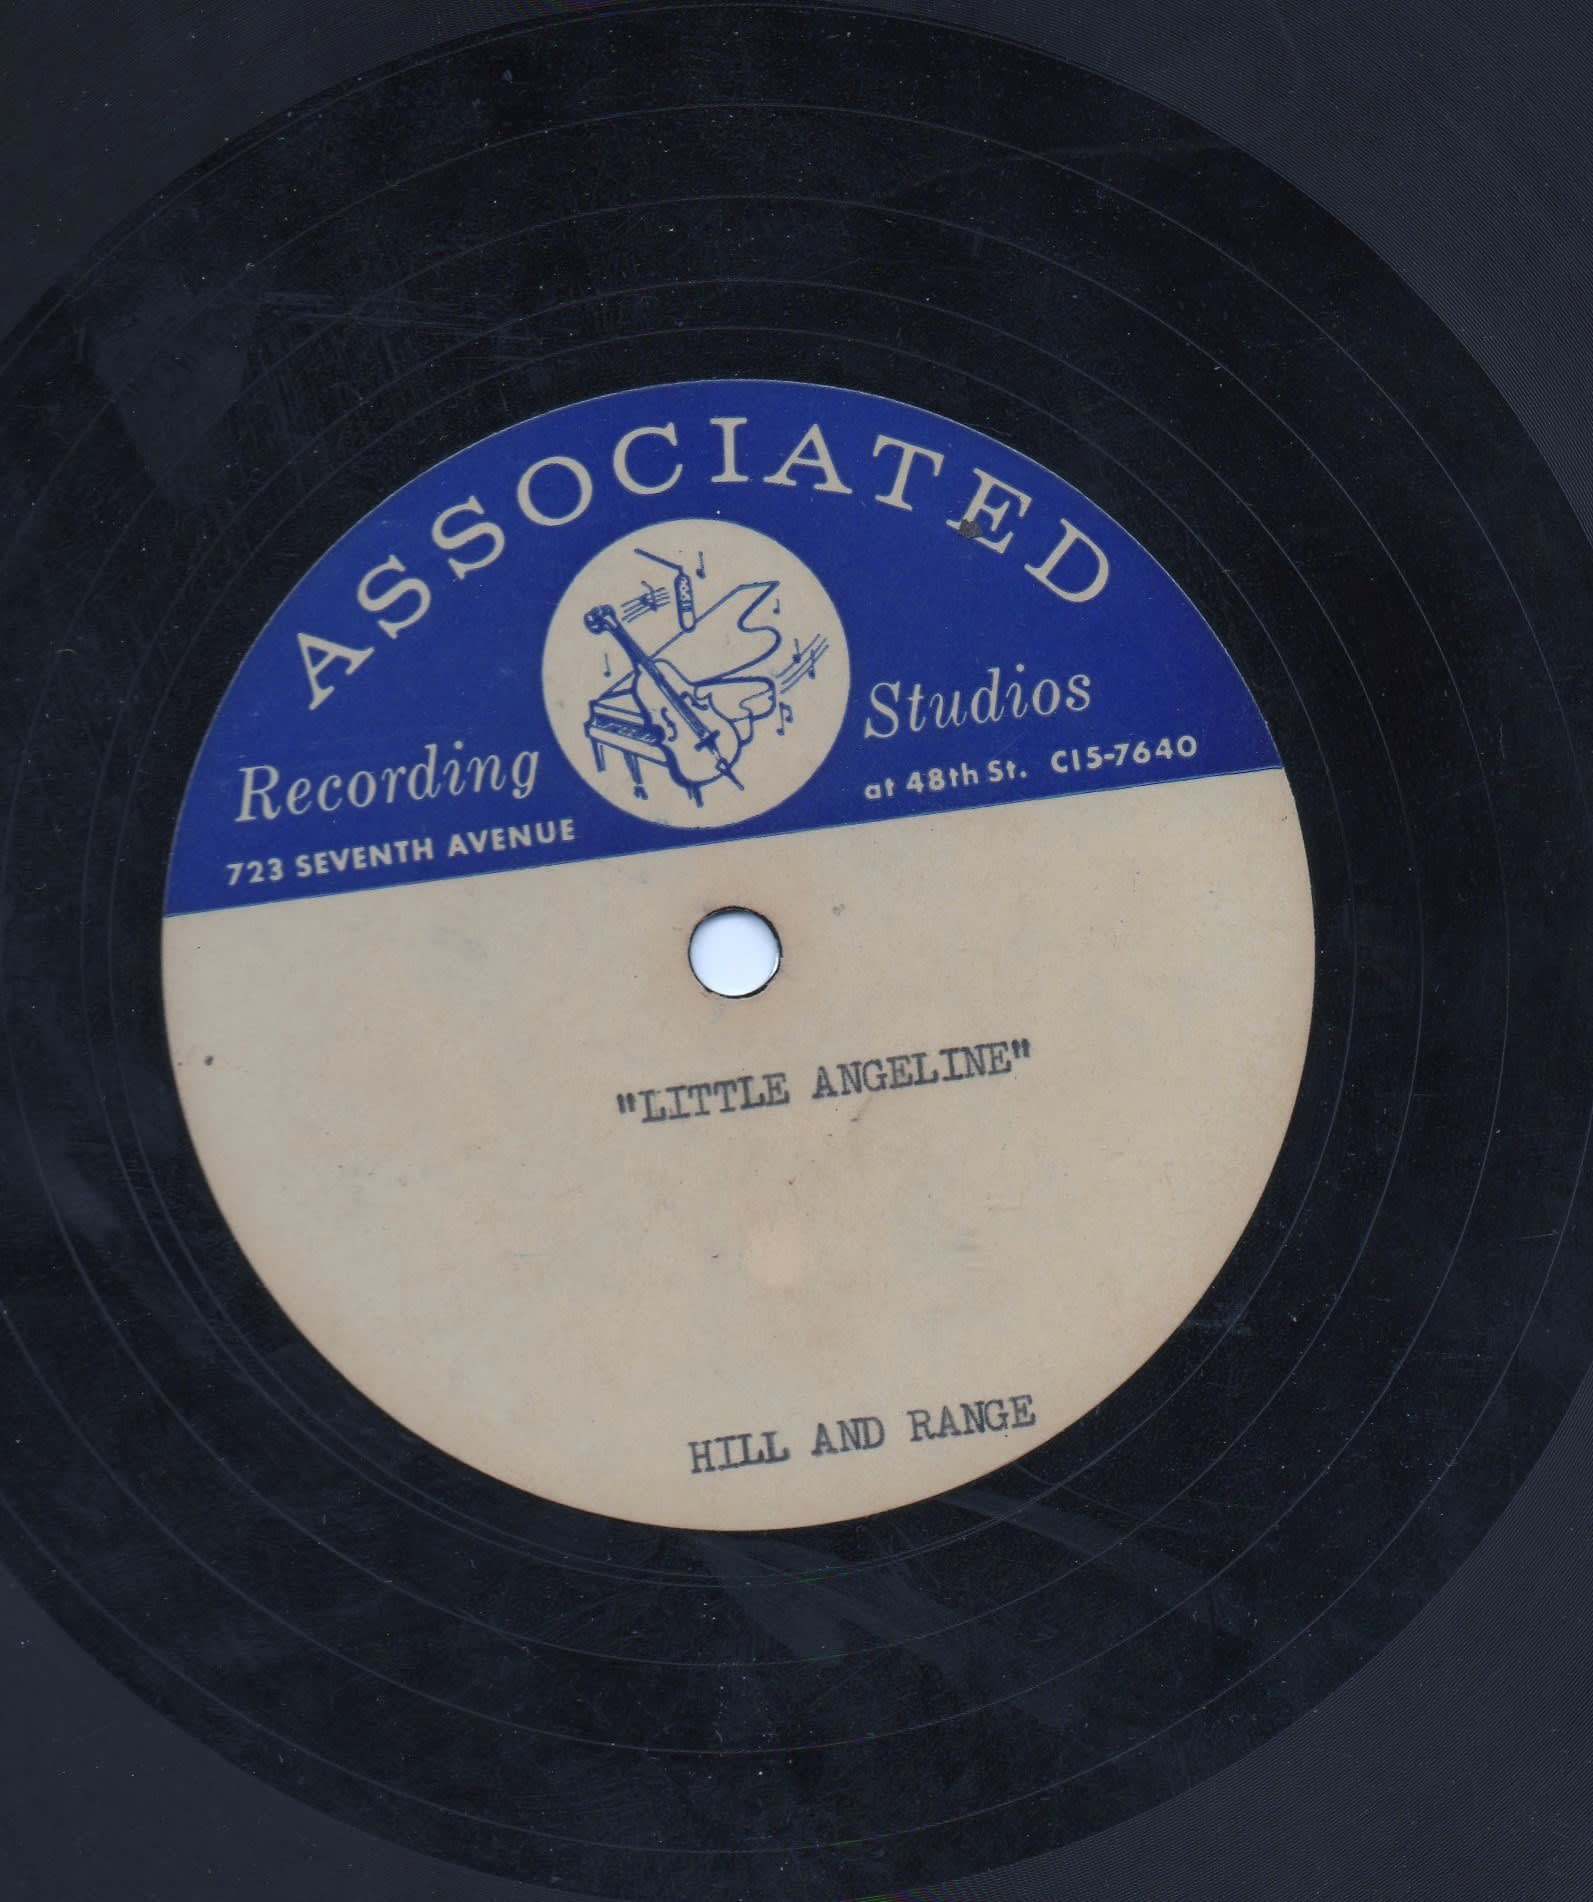 ASSOCIATED
Recording Studios
723 SEVENTH AVENUE at 48th St. CI5-7640
"LITTLE ANGELINE"
HILL AND RANGE